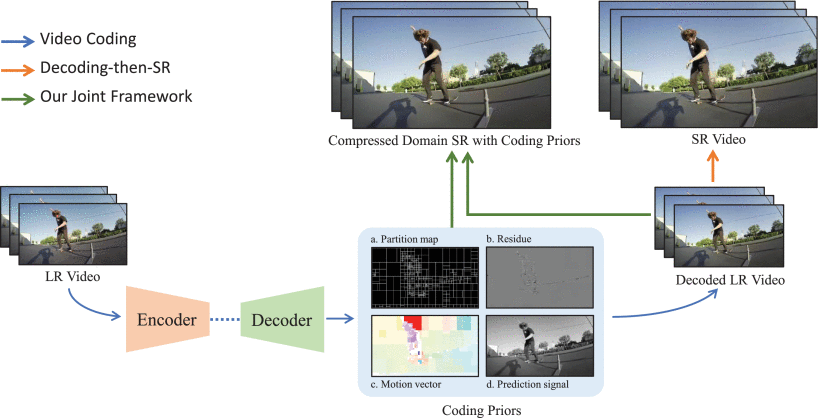 Video Coding
Decoding-then-SR
Our Joint Framework
Compressed Domain SR with Coding Priors
SR Video
LR Video
Encoder
Decoder
a. Partition map
b. Residue
c. Motion vector
d. Prediction signal
Coding Priors
Decoded LR Video